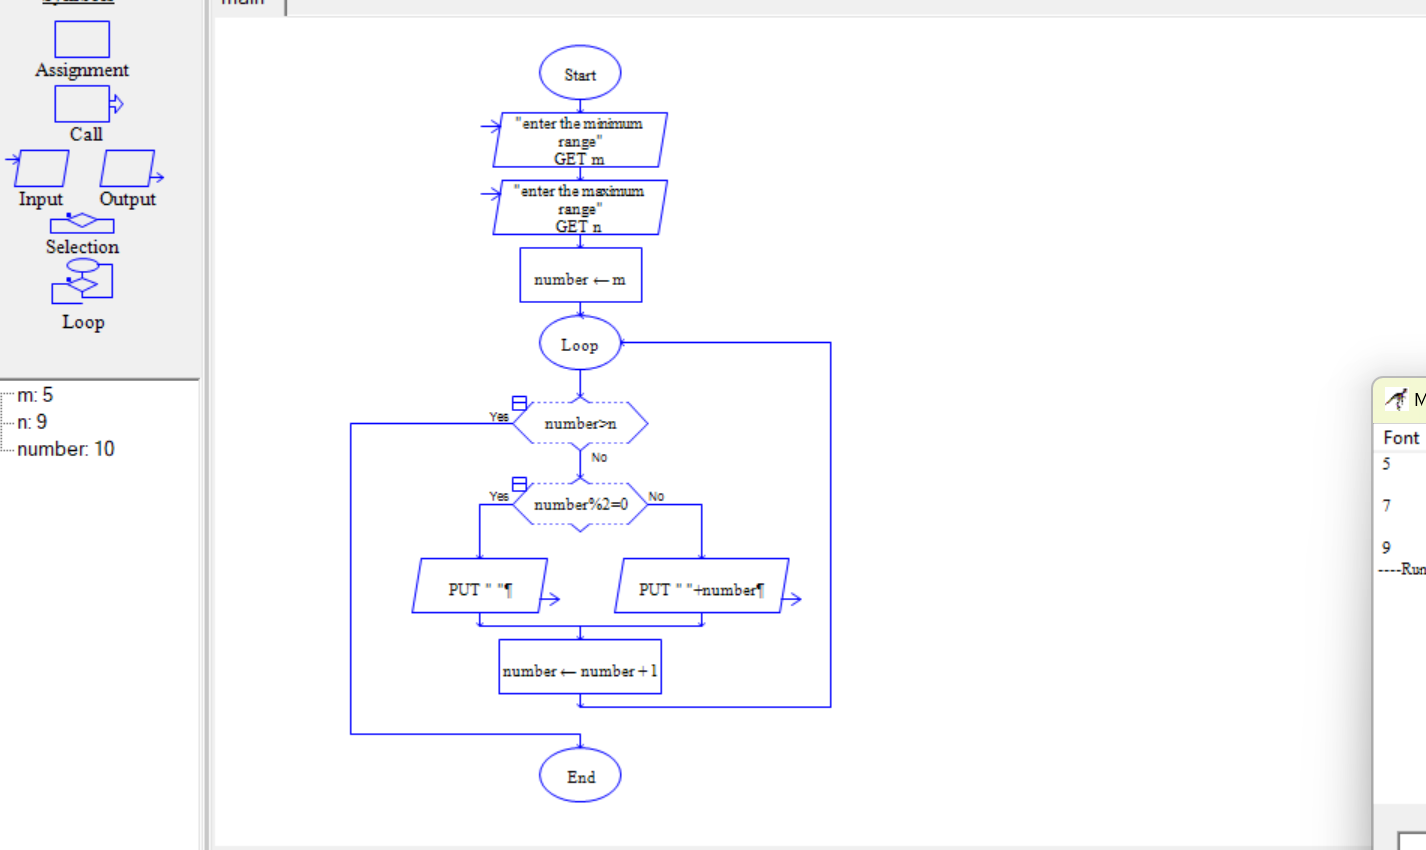 Assignment
Call
Input Output
Selection
Loop
m: 5
n: 9
number: 10
Start
"enter the minimum
range"
GET m
"enter the maximum
range"
GET n
number ← m
Loop
Yes
number>n
No
Yes
number%2=0
No
PUT " "¶
PUT " "+number¶
number ← number + 1
End
M
Font
5
7
9
----Run